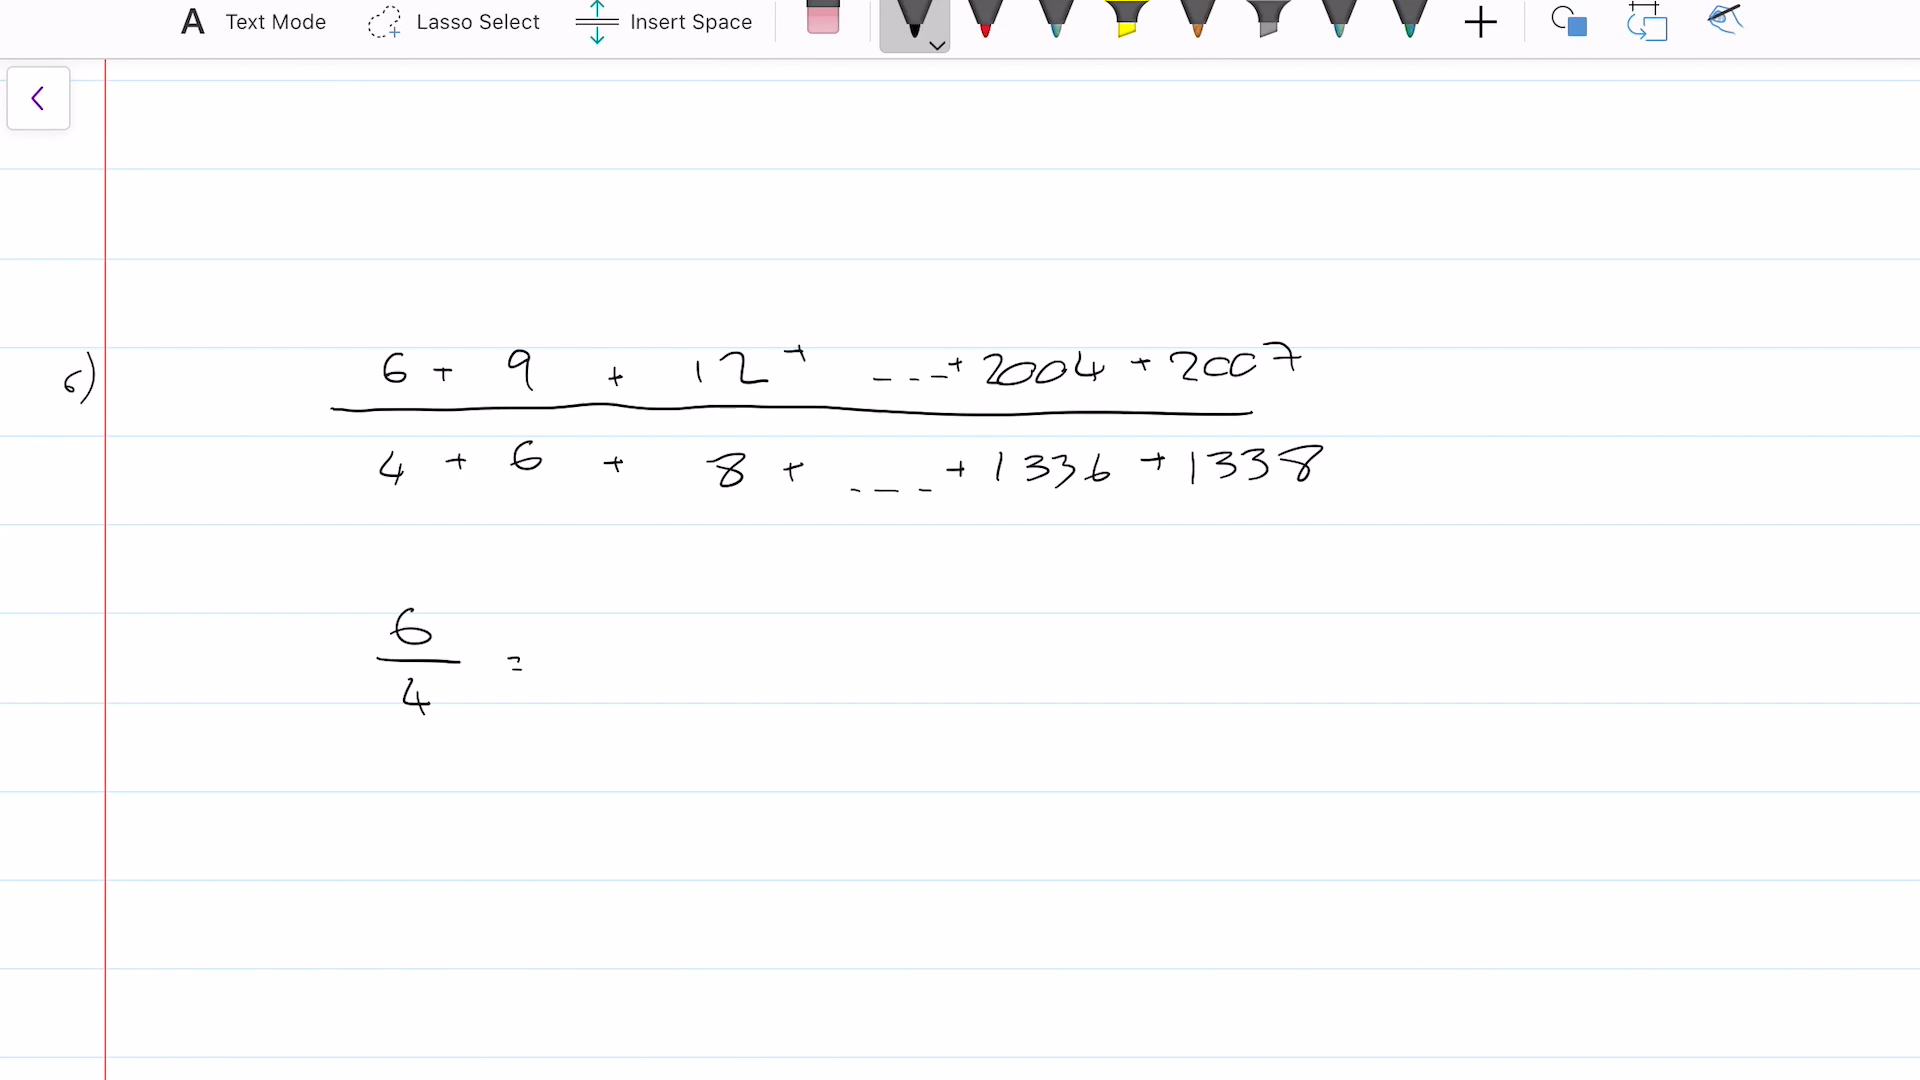 A Text Mode Lasso Select Insert Space
6) 6 + 9 + 12 + ---+ 2004 + 2007
4 + 6 + 8 + --- + 1336 + 1338
6
4 =